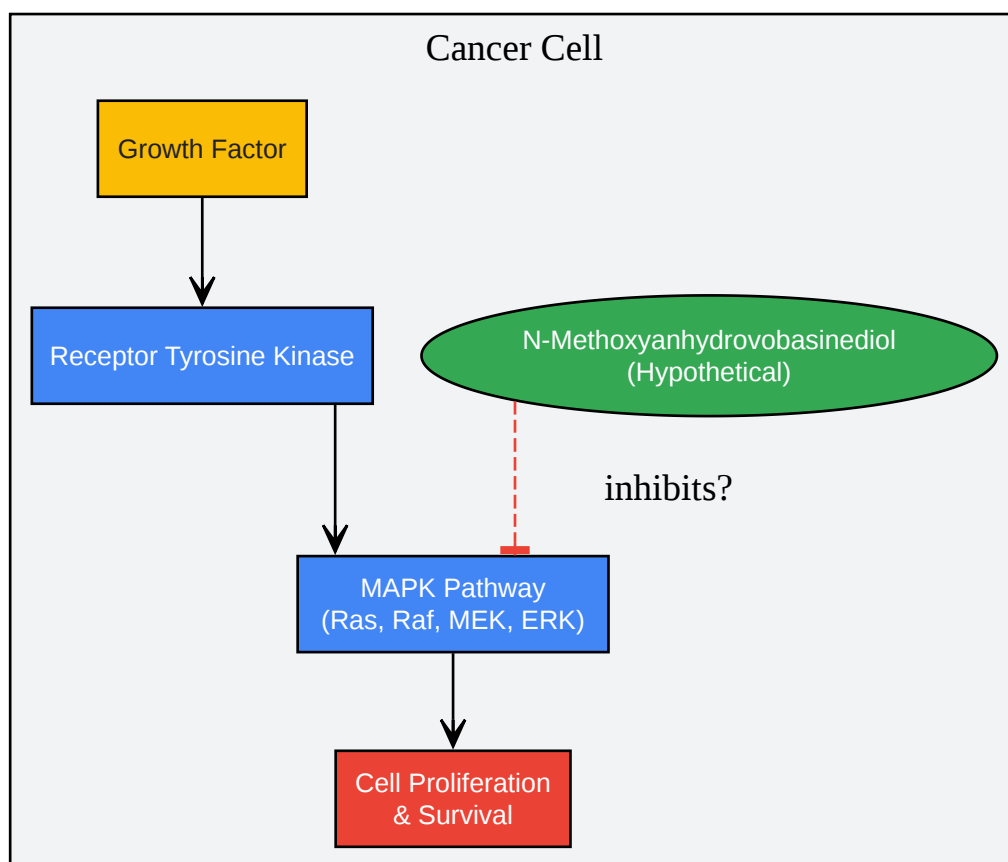 Cancer Cell
Growth Factor
Receptor Tyrosine Kinase
N-Methoxyanhydrovobasinediol
(Hypothetical)
inhibits?
MAPK Pathway
(Ras, Raf, MEK, ERK)
Cell Proliferation
& Survival